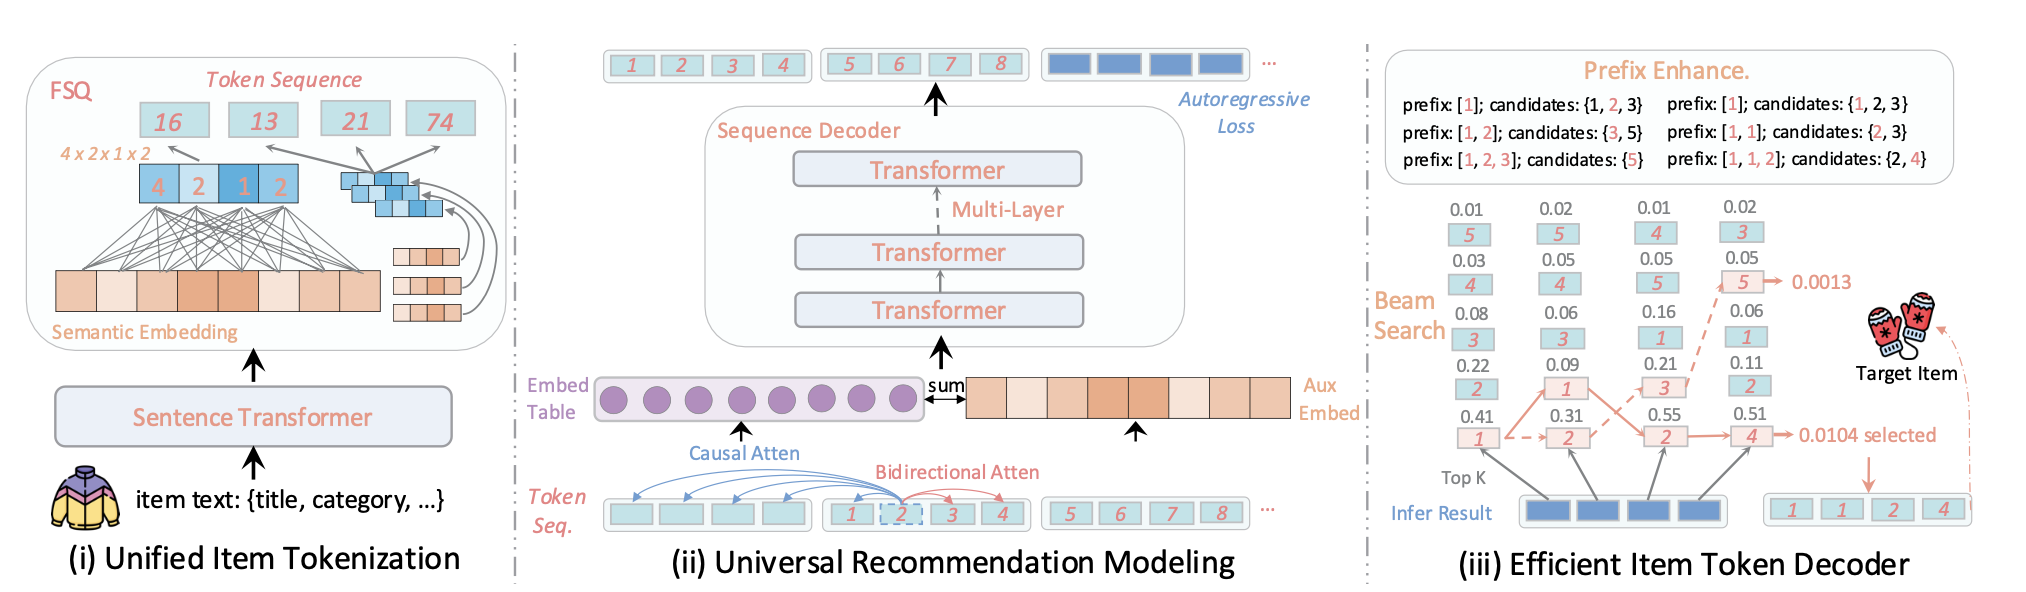 FSQ
Token Sequence
16 13 21 74
4 x 2 x 1 x 2
4 2 1 2
Semantic Embedding
Sentence Transformer
item text: {title, category, ...}
(i) Unified Item Tokenization
1 2 3 4 5 6 7 8 ...
Autoregressive
Loss
Sequence Decoder
Transformer
Multi-Layer
Transformer
Transformer
Embed
Table
sum
Aux
Embed
Causal Atten
Bidirectional Atten
Token
Seq.
1 2 3 4 5 6 7 8 ...
(ii) Universal Recommendation Modeling
Prefix Enhance.
prefix: [1]; candidates: {1, 2, 3} prefix: [1]; candidates: {1, 2, 3}
prefix: [1, 2]; candidates: {3, 5} prefix: [1, 1]; candidates: {2, 3}
prefix: [1, 2, 3]; candidates: {5} prefix: [1, 1, 2]; candidates: {2, 4}
0.01 0.02 0.01 0.02
5 5 4 3
0.03 0.05 0.05 0.05
4 4 5 5 0.0013
Beam
Search
0.08 0.06 0.16 0.06
3 3 1 1
0.22 0.09 0.21 0.11
2 1 3 2
Target Item
0.41 0.31 0.55 0.51
1 2 2 4 0.0104 selected
Top K
Infer Result
1 1 2 4
(iii) Efficient Item Token Decoder